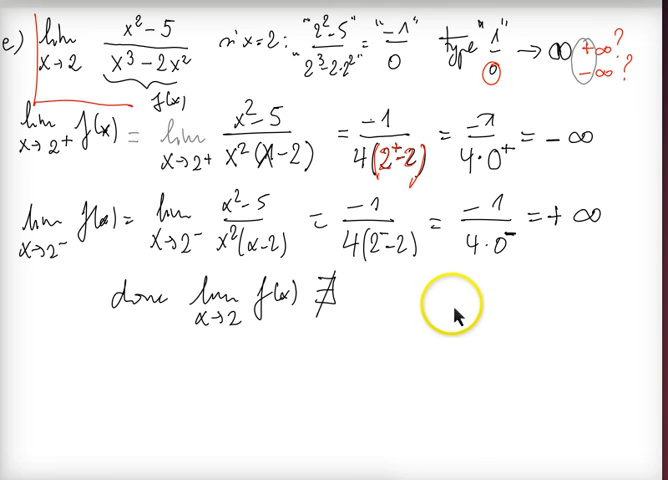 e) lim x→2 x²-5 / x³-2x² si x=2: "2²-5" / "2³-2·2²" = "-1" / 0 type "1/0" → ∞ +∞? -∞?
f(x)
lim x→2+ f(x) = lim x→2+ x²-5 / x²(x-2) = -1 / 4(2⁺-2) = -1 / 4·0⁺ = -∞
lim x→2- f(x) = lim x→2- x²-5 / x²(x-2) = -1 / 4(2⁻-2) = -1 / 4·0⁻ = +∞
donc lim x→2 f(x) ∄